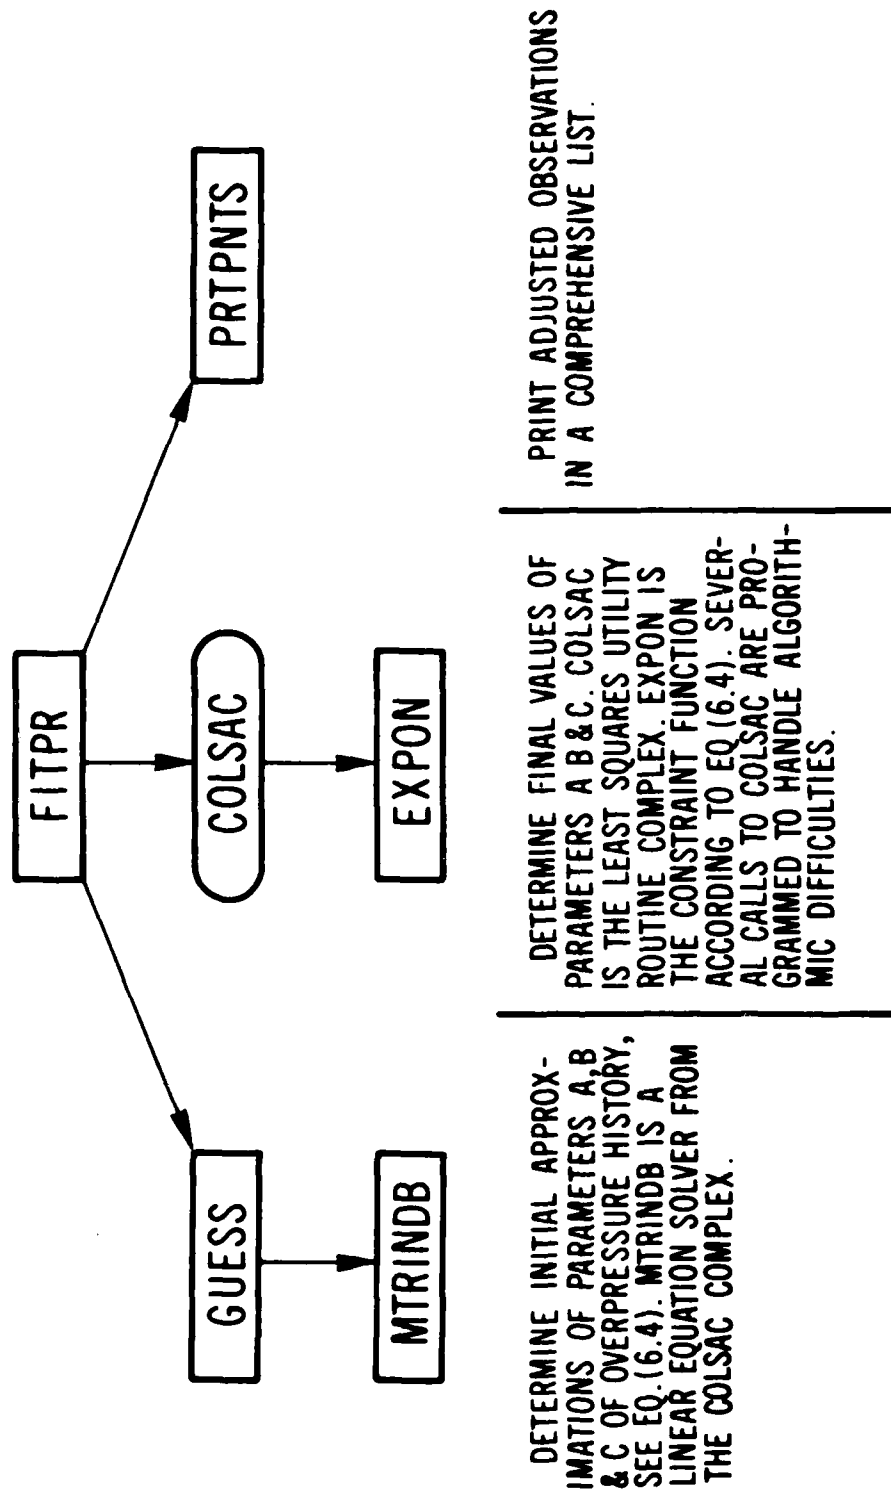 FITPR
GUESS
COLSAC
PRTPNTS
MTRINDB
EXPON
DETERMINE INITIAL APPROX-
IMATIONS OF PARAMETERS A,B
& C OF OVERPRESSURE HISTORY,
SEE EQ.(6.4). MTRINDB IS A
LINEAR EQUATION SOLVER FROM
THE COLSAC COMPLEX.
DETERMINE FINAL VALUES OF
PARAMETERS A B & C. COLSAC
IS THE LEAST SQUARES UTILITY
ROUTINE COMPLEX. EXPON IS
THE CONSTRAINT FUNCTION
ACCORDING TO EQ (6.4). SEVER-
AL CALLS TO COLSAC ARE PRO-
GRAMMED TO HANDLE ALGORITH-
MIC DIFFICULTIES.
PRINT ADJUSTED OBSERVATIONS
IN A COMPREHENSIVE LIST.